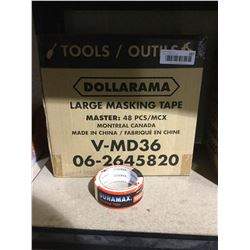 TOOLS / OUTILS
DOLLARAMA
LARGE MASKING TAPE
MASTER: 48 PCS/MCX
MONTREAL CANADA
MADE IN CHINA / FABRIQUÉ EN CHINE
V-MD36
06-2645820
DURAMAX